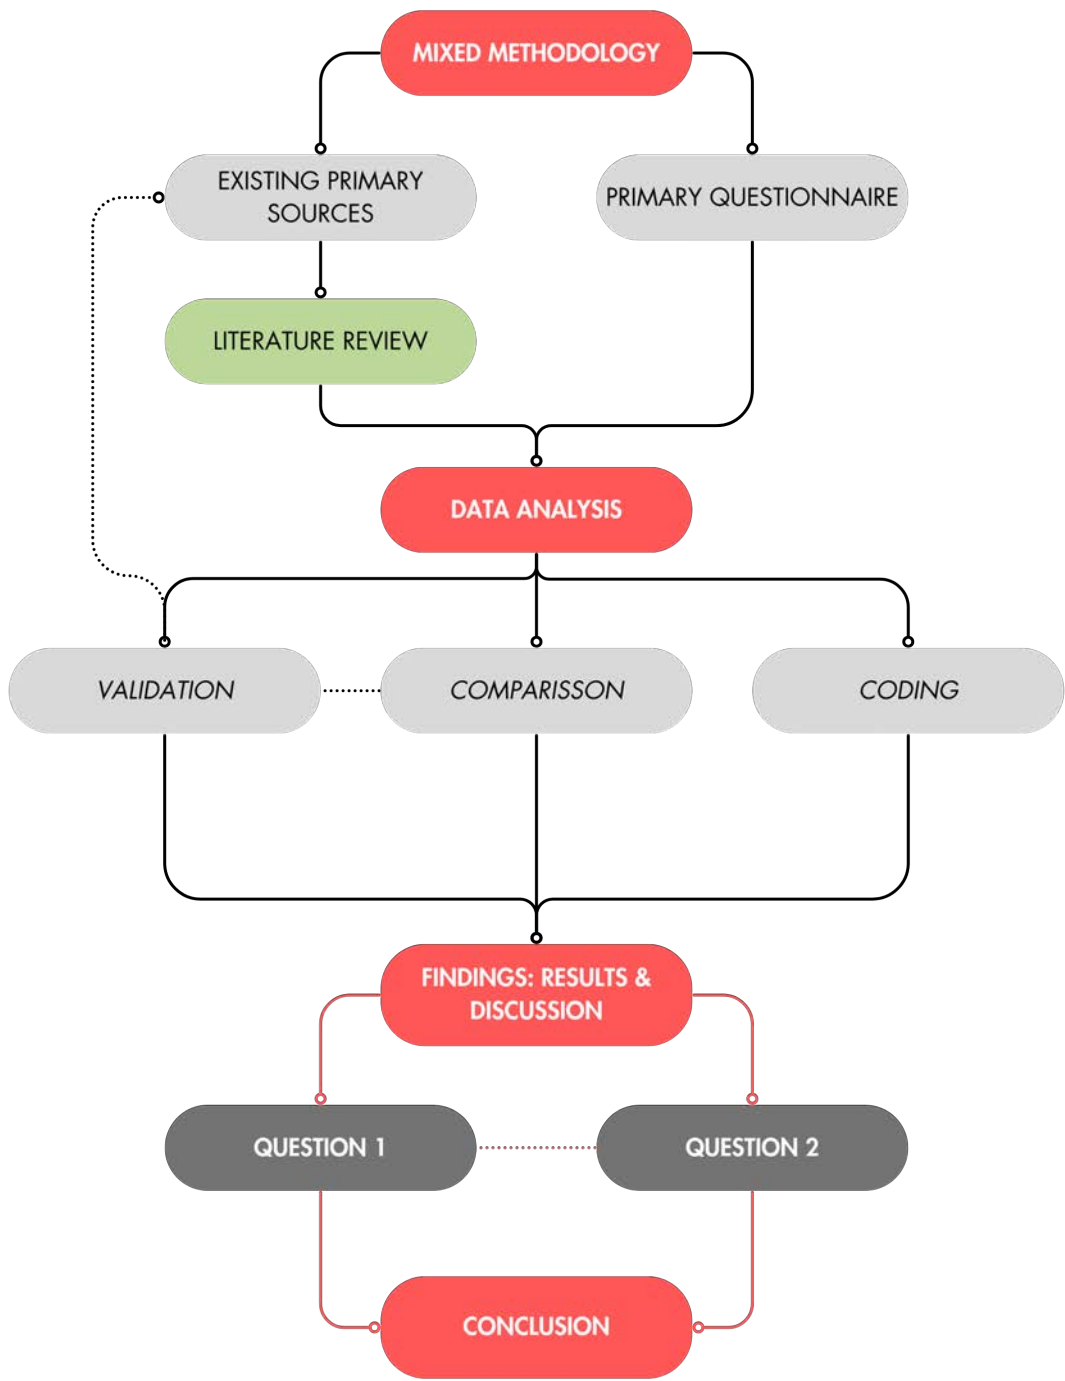 MIXED METHODOLOGY
EXISTING PRIMARY
SOURCES
PRIMARY QUESTIONNAIRE
LITERATURE REVIEW
DATA ANALYSIS
VALIDATION
COMPARISSON
CODING
FINDINGS: RESULTS &
DISCUSSION
QUESTION 1
QUESTION 2
CONCLUSION